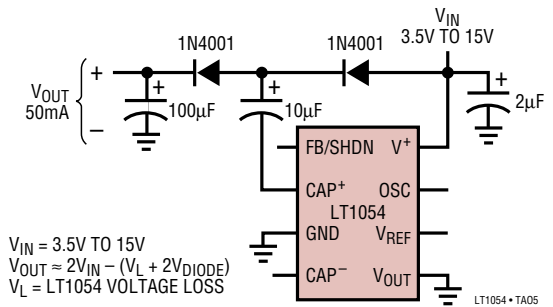 V_IN
3.5V TO 15V
1N4001
1N4001
V_OUT
50mA
+
–
+
100µF
+
10µF
+
2µF
FB/SHDN
V⁺
CAP⁺
OSC
LT1054
GND
V_REF
CAP⁻
V_OUT
V_IN = 3.5V TO 15V
V_OUT ≈ 2V_IN – (V_L + 2V_DIODE)
V_L = LT1054 VOLTAGE LOSS
LT1054 • TA05